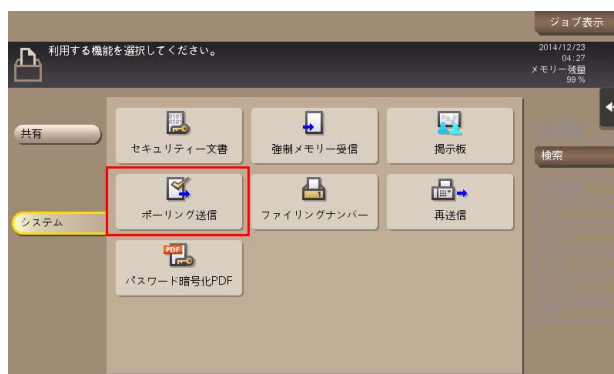 ジョブ表示
利用する機能を選択してください。
2014/12/23
04:27
メモリー残量
99%
共有
セキュリティー文書
強制メモリー受信
掲示板
検索
ポーリング送信
ファイリングナンバー
再送信
システム
PDF
パスワード暗号化PDF